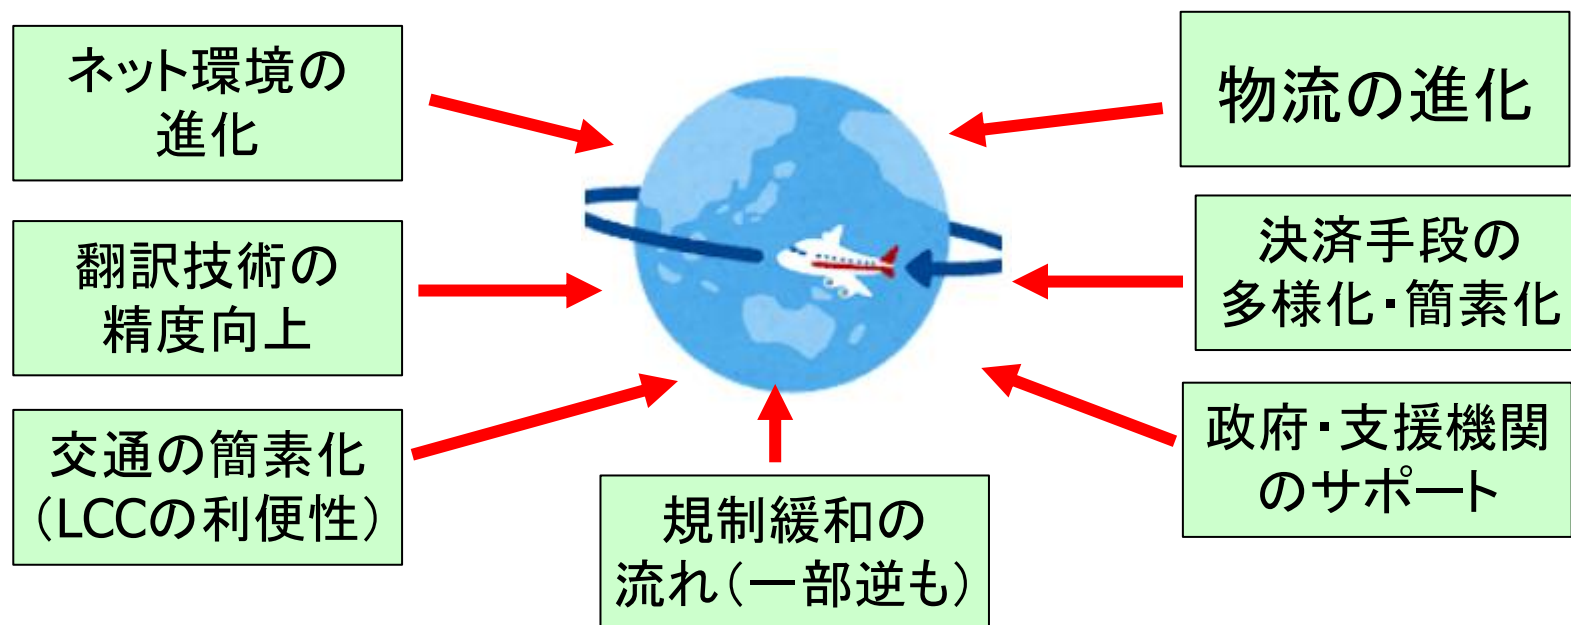 ネット環境の
進化
物流の進化
翻訳技術の
精度向上
決済手段の
多様化・簡素化
交通の簡素化
（LCCの利便性）
規制緩和の
流れ（一部逆も）
政府・支援機関
のサポート